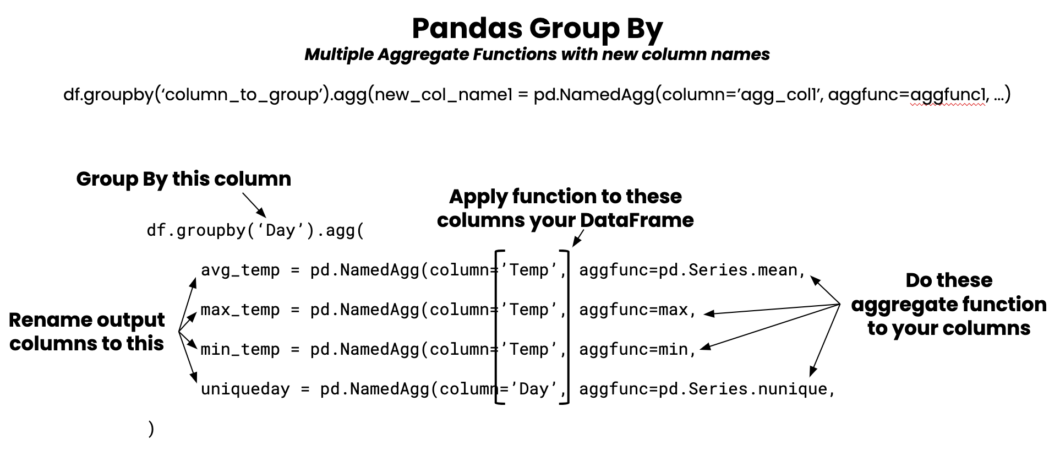 Pandas Group By
Multiple Aggregate Functions with new column names
df.groupby(‘column_to_group’).agg(new_col_name1 = pd.NamedAgg(column=’agg_col1’, aggfunc=aggfunc1, …)
Group By this column
Apply function to these
columns your DataFrame
df.groupby(‘Day’).agg(
avg_temp = pd.NamedAgg(column=’Temp’, aggfunc=pd.Series.mean,
max_temp = pd.NamedAgg(column=’Temp’, aggfunc=max,
min_temp = pd.NamedAgg(column=’Temp’, aggfunc=min,
uniqueday = pd.NamedAgg(column=’Day’, aggfunc=pd.Series.nunique,
)
Rename output
columns to this
Do these
aggregate function
to your columns